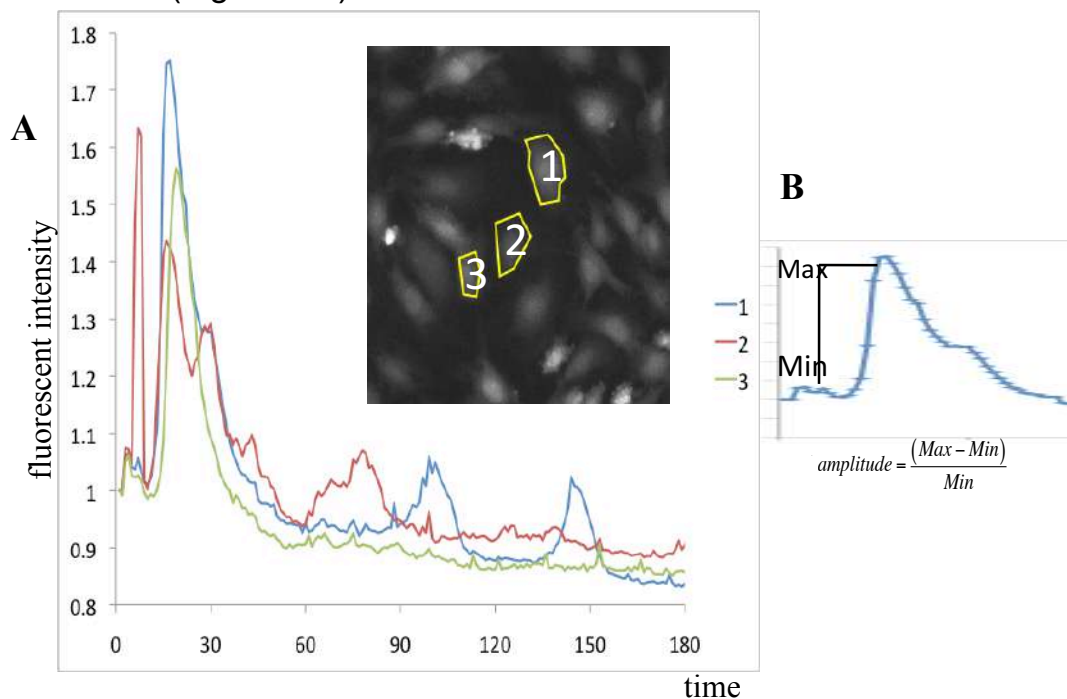 A
fluorescent intensity
1.8
1.7
1.6
1.5
1.4
1.3
1.2
1.1
1
0.9
0.8
0 30 60 90 120 150 180
time
1
2
3
1
2
3
B
Max
Min
amplitude = (Max – Min)
Min